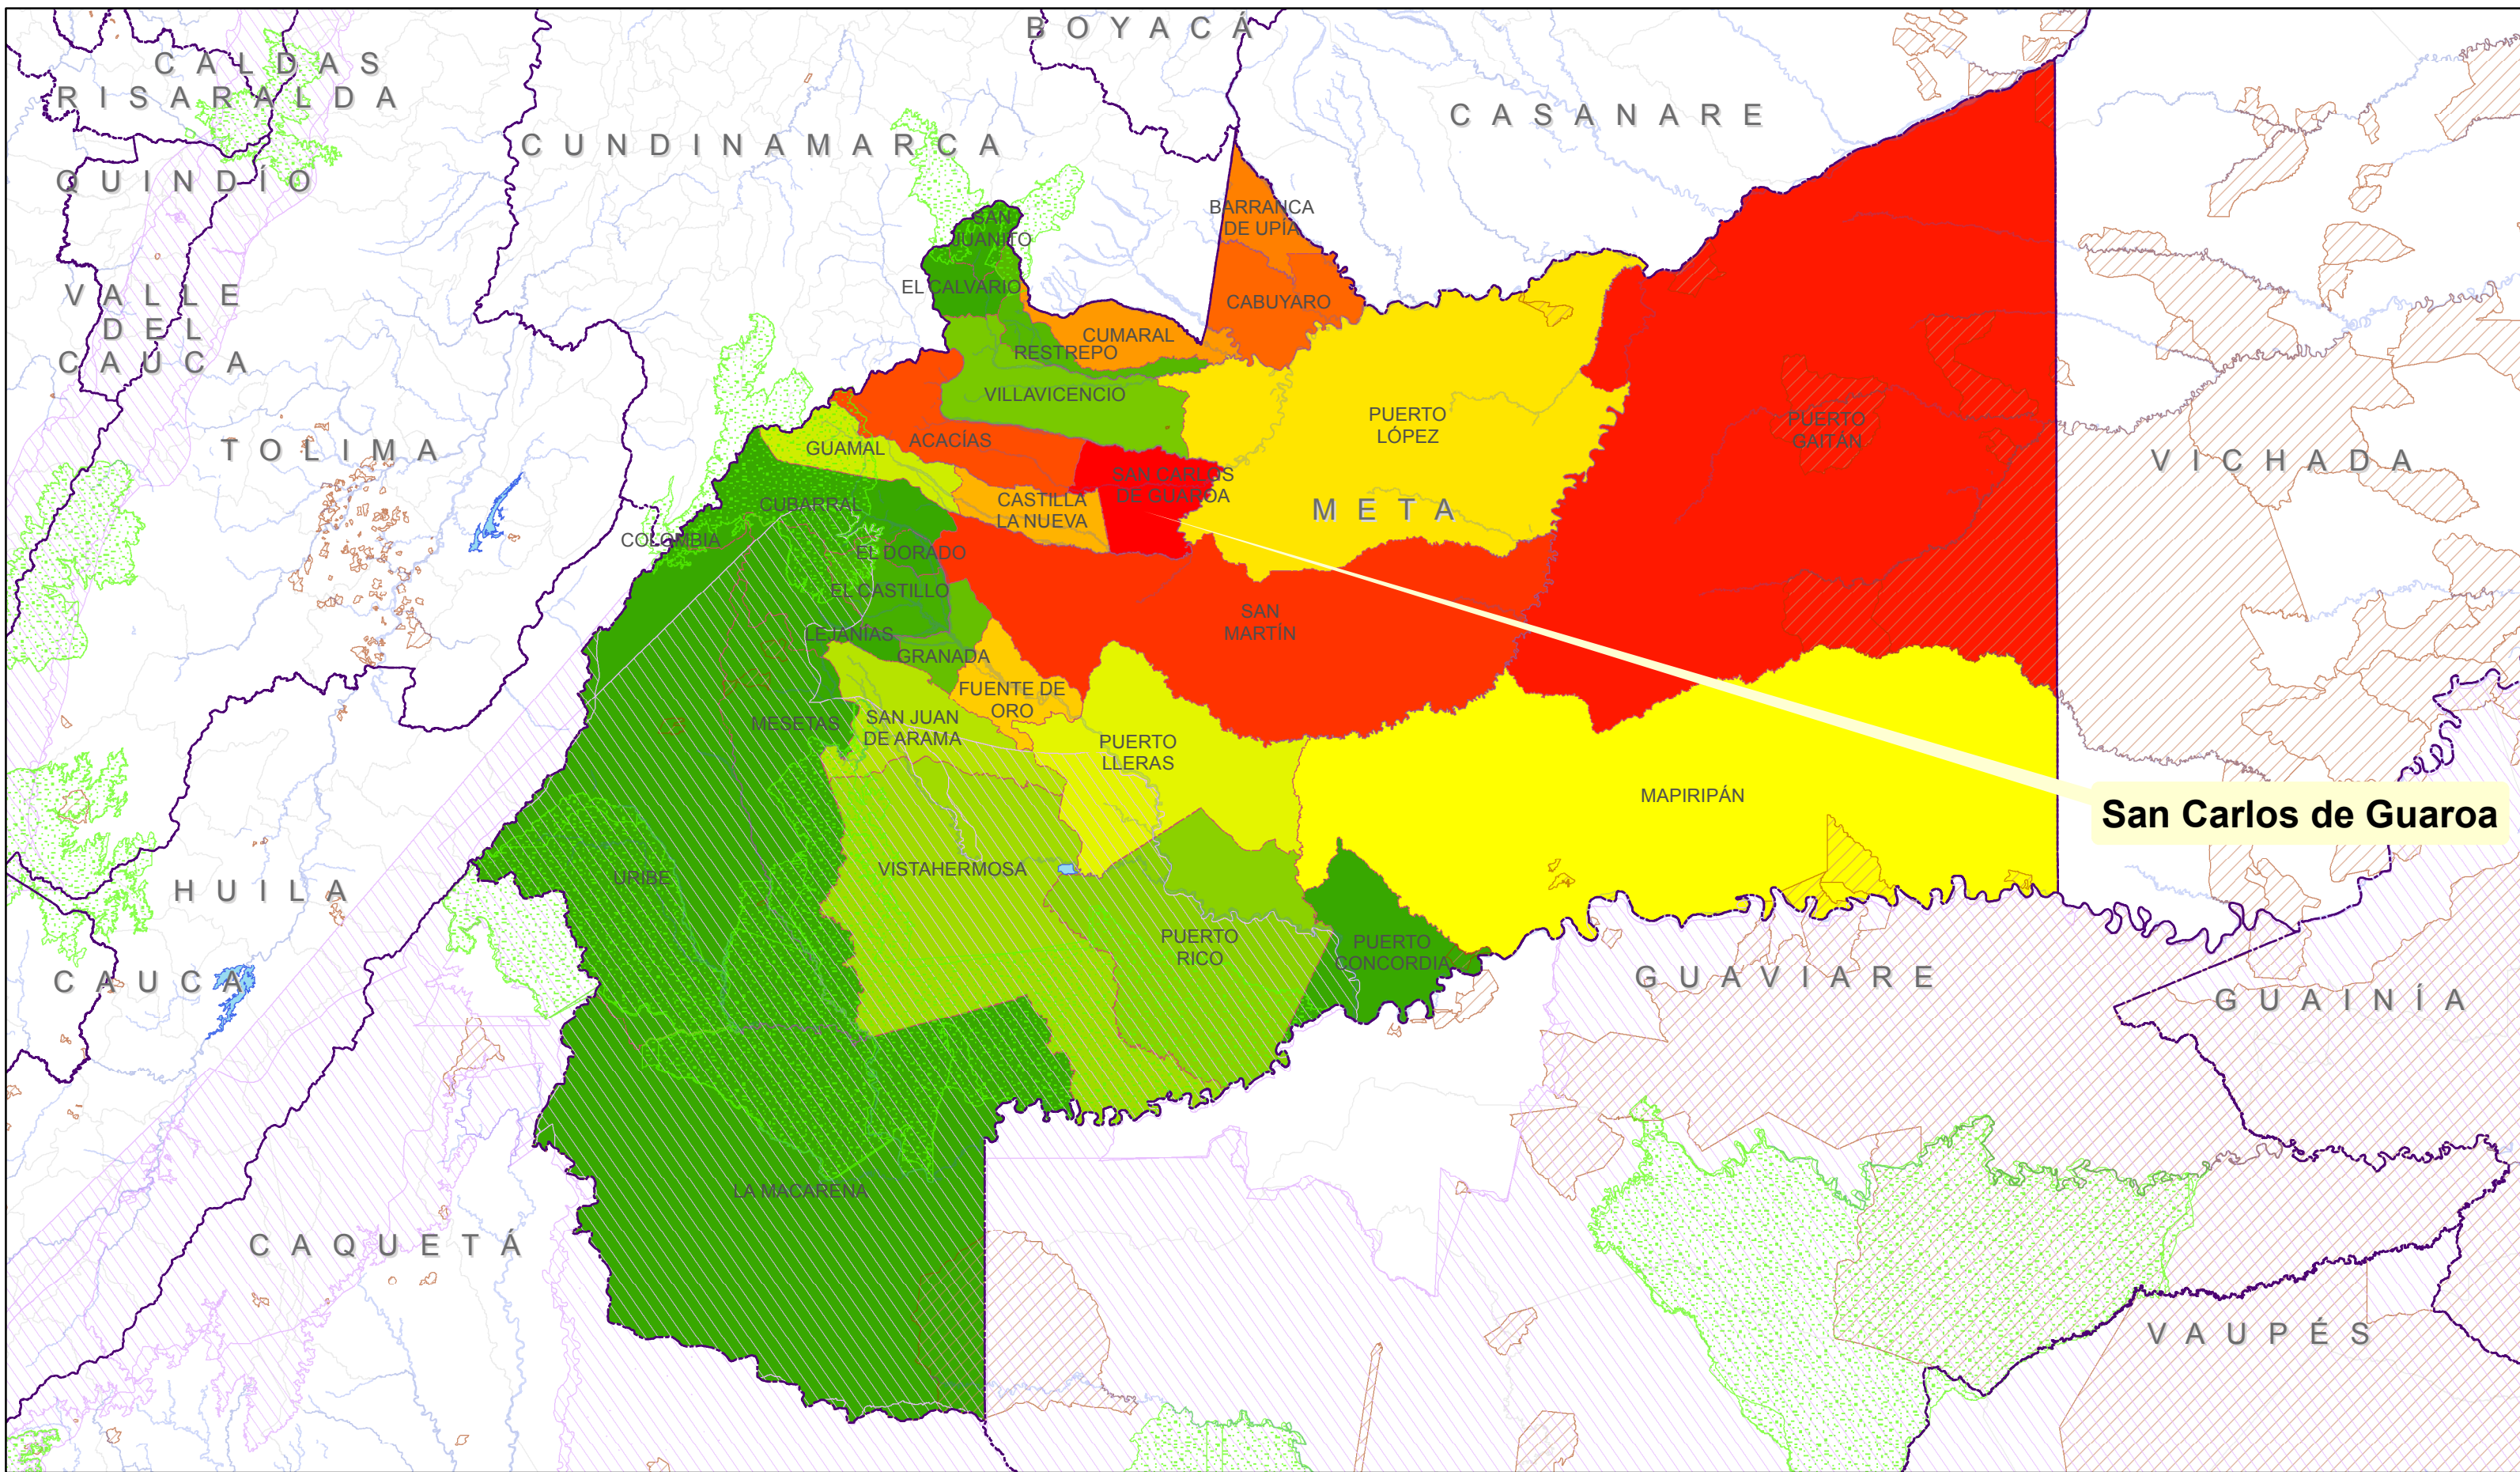 BOYACÁ
CALDAS
RISARALDA
CASANARE
CUNDINAMARCA
QUINDÍO
BARRANCA
DE UPÍA
SAN
JUANITO
EL CALVARIO
VALLE
DEL
CAUCA
CABUYARO
CUMARAL
RESTREPO
VILLAVICENCIO
PUERTO
LÓPEZ
PUERTO
GAITÁN
TOLIMA
GUAMAL
ACACÍAS
VICHADA
SAN CARLOS
DE GUAROA
CASTILLA
LA NUEVA
META
CUBARRAL
COLOMBIA
EL DORADO
EL CASTILLO
SAN
MARTÍN
LEJANÍAS
GRANADA
FUENTE DE
ORO
MESETAS
SAN JUAN
DE ARAMA
PUERTO
LLERAS
MAPIRIPÁN
San Carlos de Guaroa
VISTAHERMOSA
URIBE
HUILA
PUERTO
RICO
PUERTO
CONCORDIA
CAUCA
GUAVIARE
GUAINÍA
LA MACARENA
CAQUETÁ
VAUPÉS